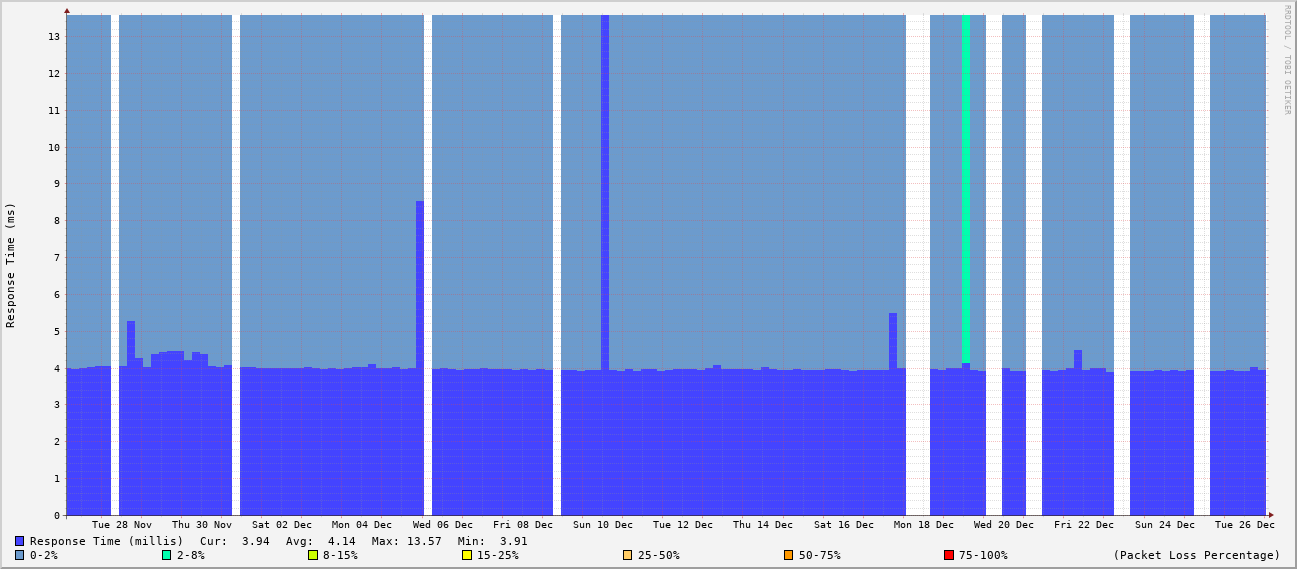 RRDTOOL / TOBI OETIKER
Response Time (ms)
13
12
11
10
9
8
7
6
5
4
3
2
1
0
Tue 28 Nov Thu 30 Nov Sat 02 Dec Mon 04 Dec Wed 06 Dec Fri 08 Dec Sun 10 Dec Tue 12 Dec Thu 14 Dec Sat 16 Dec Mon 18 Dec Wed 20 Dec Fri 22 Dec Sun 24 Dec Tue 26 Dec
Response Time (millis) Cur: 3.94 Avg: 4.14 Max: 13.57 Min: 3.91
0-2% 2-8% 8-15% 15-25% 25-50% 50-75% 75-100% (Packet Loss Percentage)